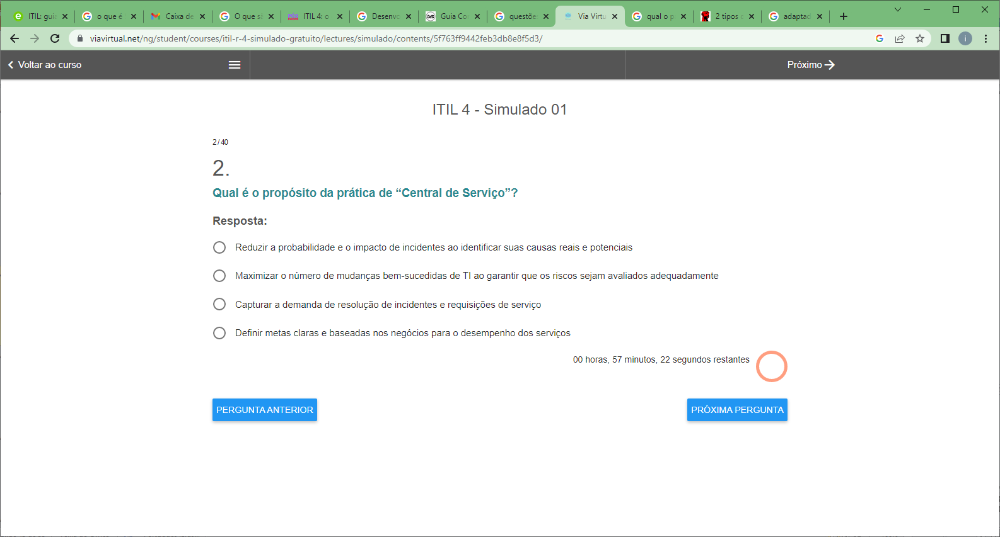 ITIL: guia
o que é
Caixa de
O que sã
ITIL 4: o
Desenvo
Guia Co
questõe
Via Virtu
qual o p
2 tipos
adaptad
viavirtual.net/ng/student/courses/itil-r-4-simulado-gratuito/lectures/simulado/contents/5f763ff9442feb3db8e8f5d3/
Voltar ao curso
Próximo
ITIL 4 - Simulado 01
2/40
2.
Qual é o propósito da prática de “Central de Serviço”?
Resposta:
Reduzir a probabilidade e o impacto de incidentes ao identificar suas causas reais e potenciais
Maximizar o número de mudanças bem-sucedidas de TI ao garantir que os riscos sejam avaliados adequadamente
Capturar a demanda de resolução de incidentes e requisições de serviço
Definir metas claras e baseadas nos negócios para o desempenho dos serviços
00 horas, 57 minutos, 22 segundos restantes
PERGUNTA ANTERIOR
PRÓXIMA PERGUNTA